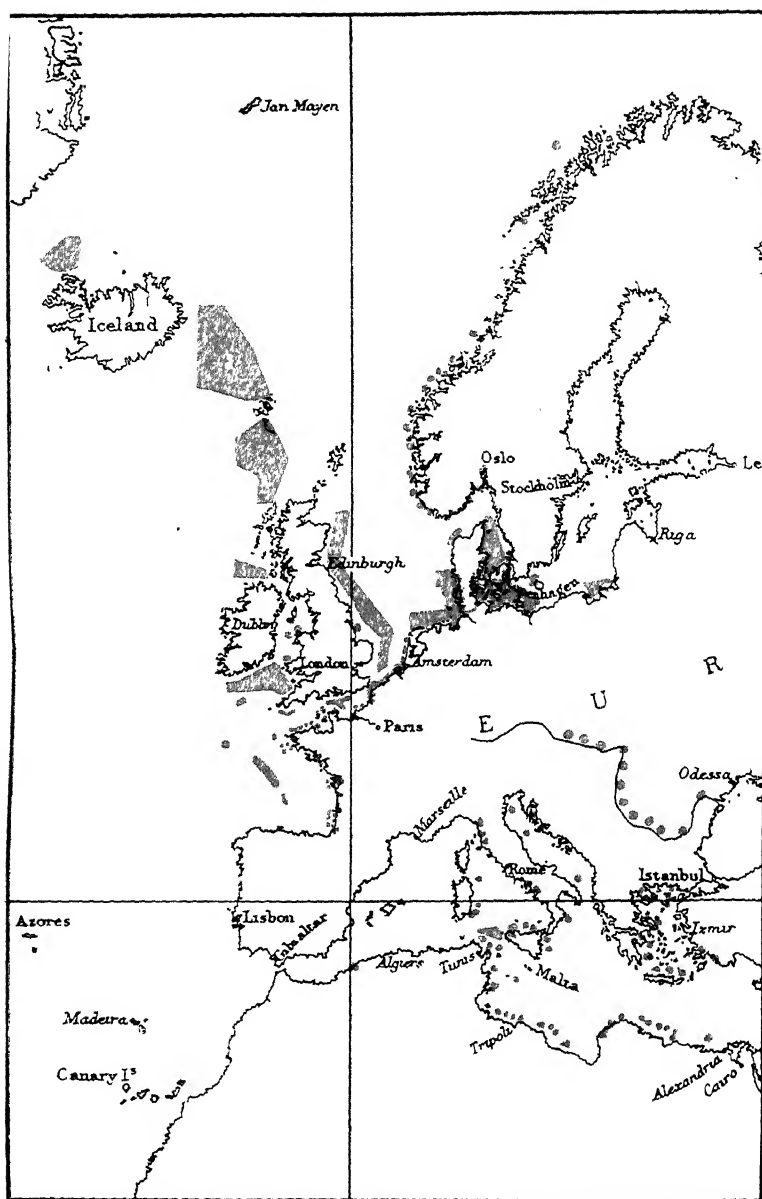 Jan Mayen
Iceland
Oslo
Stockholm
Le
Riga
Edinburgh
Dublin
London
Amsterdam
Paris
E U R
Odessa
Marseille
Rome
Istanbul
Lisbon
Gibraltar
Azores
Izmir
Algiers
Tunis
Malta
Madeira
Tripoli
Canary Is
Alexandria
Cairo